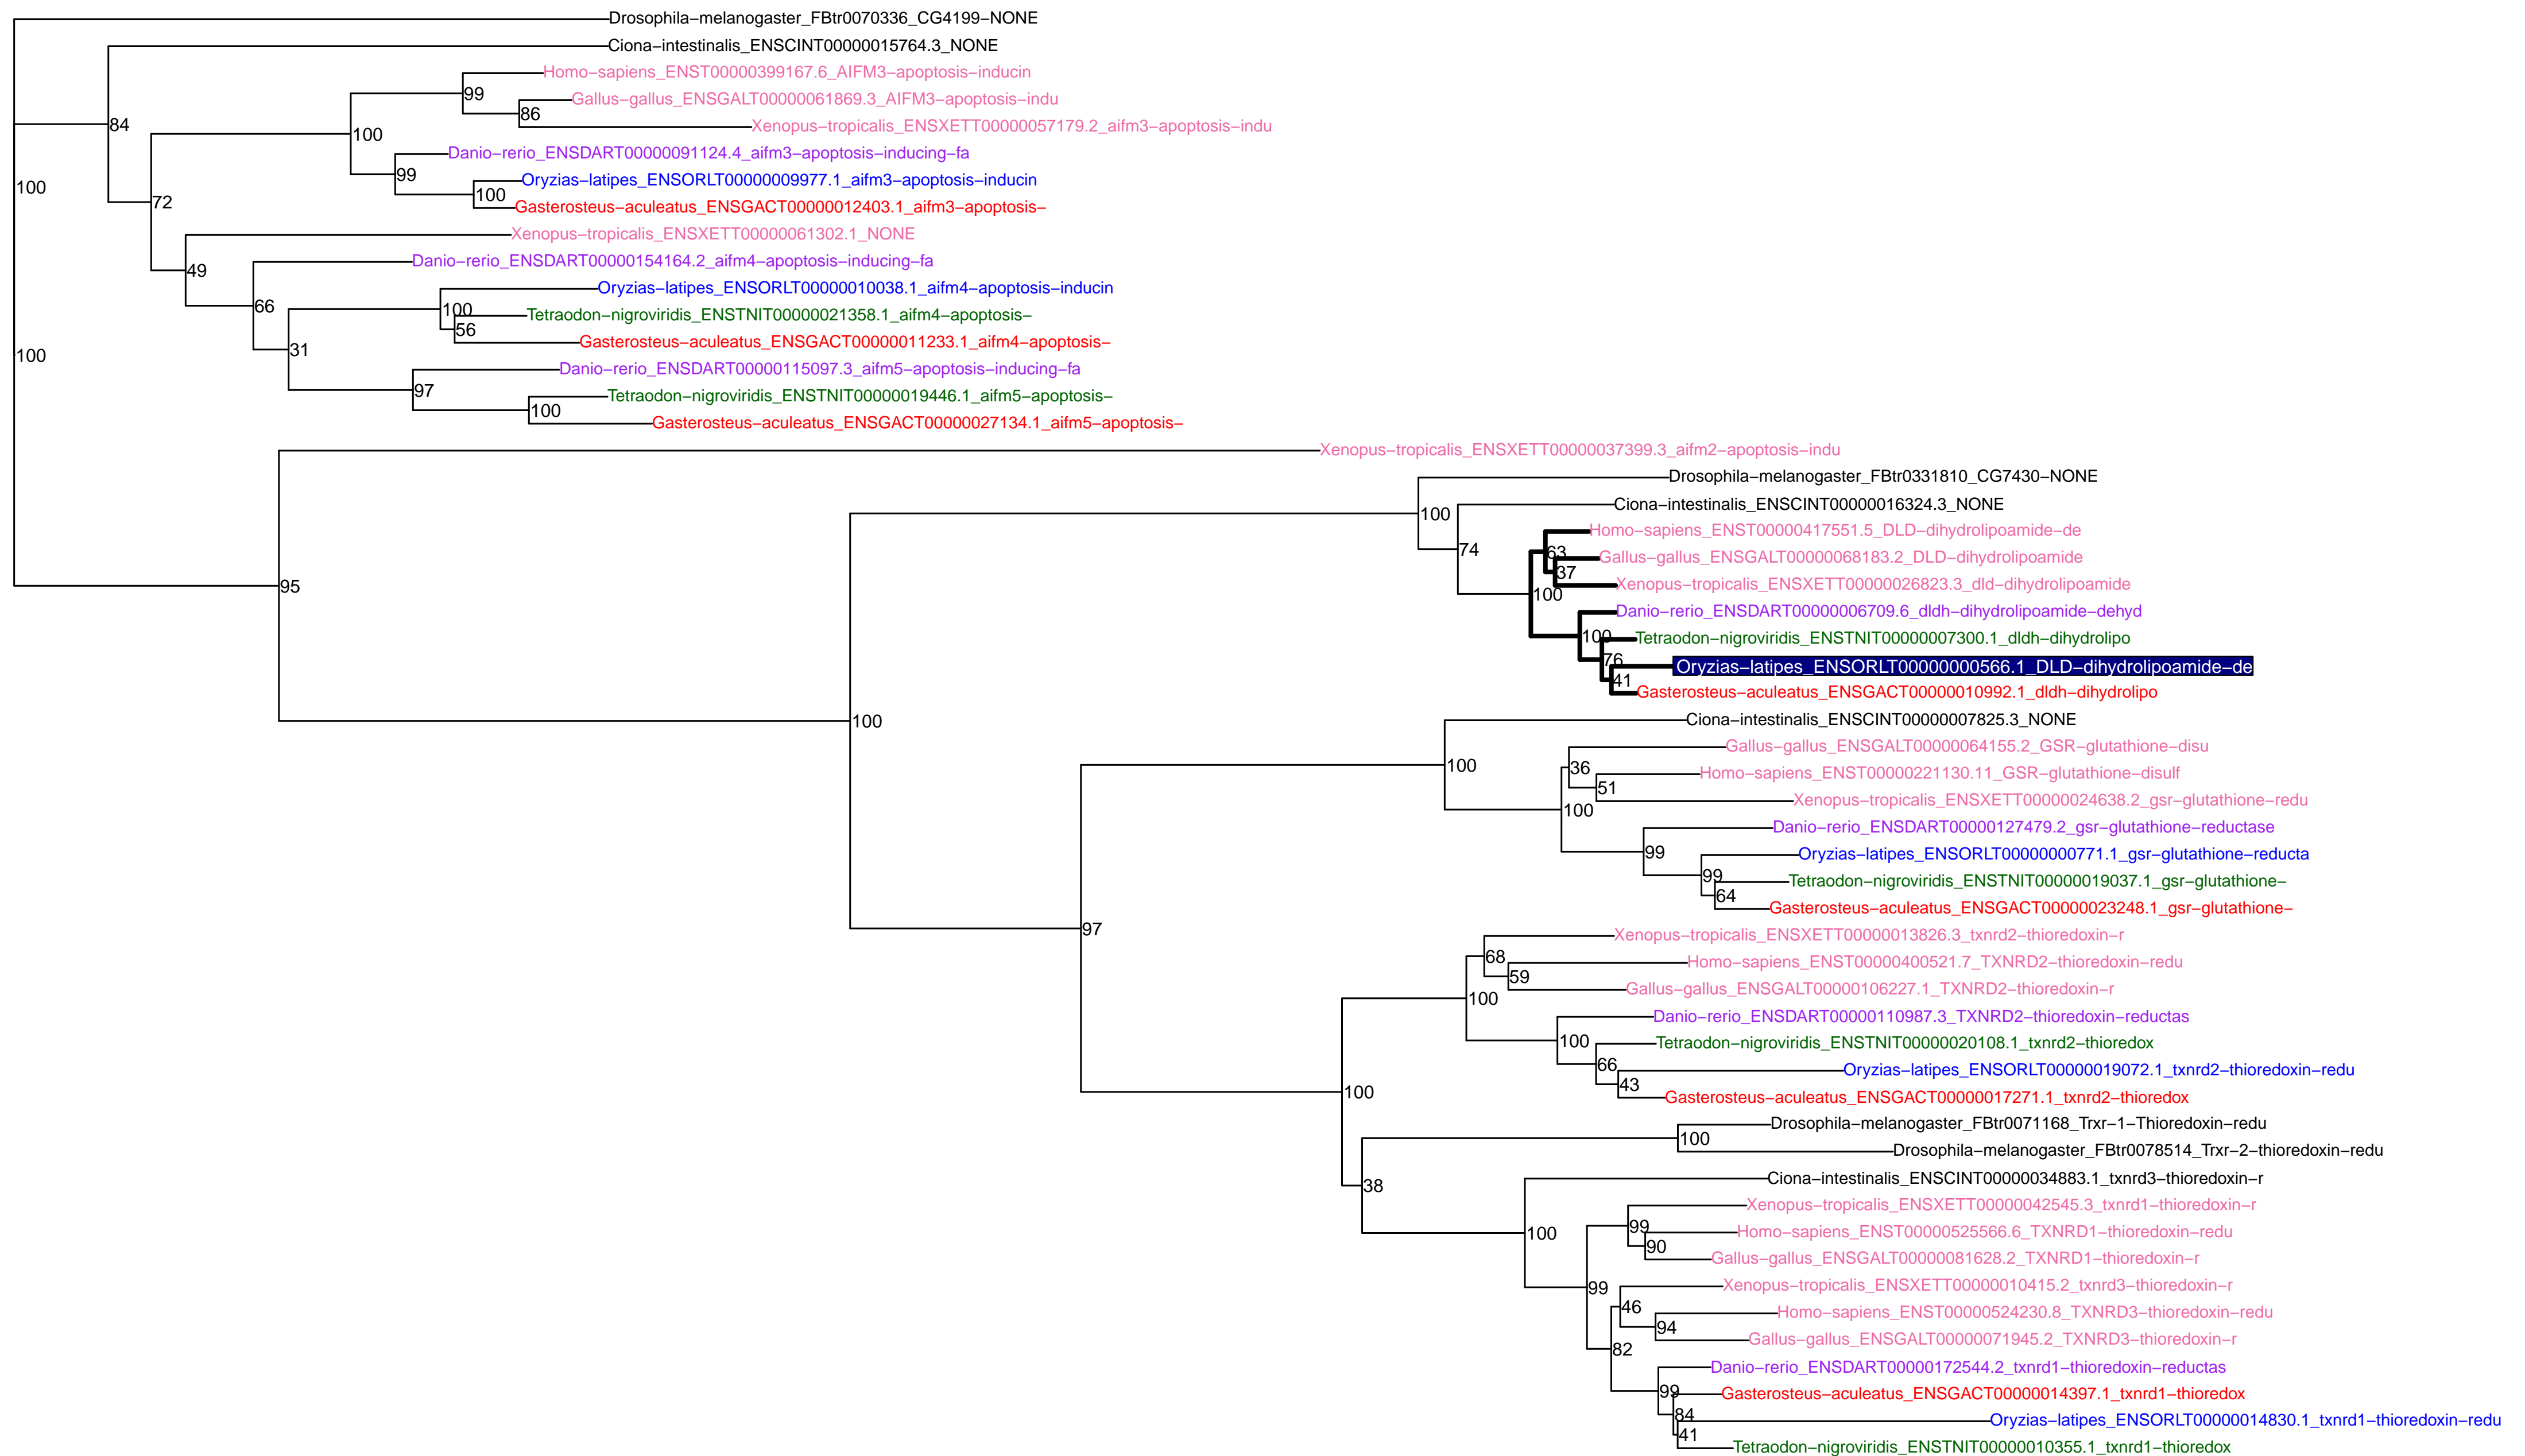 Drosophila−melanogaster_FBtr0070336_CG4199−NONE
Ciona−intestinalis_ENSCINT00000015764.3_NONE
Homo−sapiens_ENST00000399167.6_AIFM3−apoptosis−inducin
99
Gallus−gallus_ENSGALT00000061869.3_AIFM3−apoptosis−indu
86
Xenopus−tropicalis_ENSXETT00000057179.2_aifm3−apoptosis−indu
84
100
Danio−rerio_ENSDART00000091124.4_aifm3−apoptosis−inducing−fa
99
Oryzias−latipes_ENSORLT00000009977.1_aifm3−apoptosis−inducin
100
100
72
Gasterosteus−aculeatus_ENSGACT00000012403.1_aifm3−apoptosis−
Xenopus−tropicalis_ENSXETT00000061302.1_NONE
49
Danio−rerio_ENSDART00000154164.2_aifm4−apoptosis−inducing−fa
Oryzias−latipes_ENSORLT00000010038.1_aifm4−apoptosis−inducin
66
100
Tetraodon−nigroviridis_ENSTNIT00000021358.1_aifm4−apoptosis−
56
Gasterosteus−aculeatus_ENSGACT00000011233.1_aifm4−apoptosis−
31
100
Danio−rerio_ENSDART00000115097.3_aifm5−apoptosis−inducing−fa
97
Tetraodon−nigroviridis_ENSTNIT00000019446.1_aifm5−apoptosis−
100
Gasterosteus−aculeatus_ENSGACT00000027134.1_aifm5−apoptosis−
Xenopus−tropicalis_ENSXETT00000037399.3_aifm2−apoptosis−indu
Drosophila−melanogaster_FBtr0331810_CG7430−NONE
Ciona−intestinalis_ENSCINT00000016324.3_NONE
100
Homo−sapiens_ENST00000417551.5_DLD−dihydrolipoamide−de
74
63
Gallus−gallus_ENSGALT00000068183.2_DLD−dihydrolipoamide
37
Xenopus−tropicalis_ENSXETT00000026823.3_dld−dihydrolipoamide
95
100
Danio−rerio_ENSDART00000006709.6_dldh−dihydrolipoamide−dehyd
100
Tetraodon−nigroviridis_ENSTNIT00000007300.1_dldh−dihydrolipo
76
Oryzias−latipes_ENSORLT00000000566.1_DLD−dihydrolipoamide−de
41
Gasterosteus−aculeatus_ENSGACT00000010992.1_dldh−dihydrolipo
100
Ciona−intestinalis_ENSCINT00000007825.3_NONE
Gallus−gallus_ENSGALT00000064155.2_GSR−glutathione−disu
100
36
Homo−sapiens_ENST00000221130.11_GSR−glutathione−disulf
51
Xenopus−tropicalis_ENSXETT00000024638.2_gsr−glutathione−redu
100
Danio−rerio_ENSDART00000127479.2_gsr−glutathione−reductase
99
Oryzias−latipes_ENSORLT00000000771.1_gsr−glutathione−reducta
99
Tetraodon−nigroviridis_ENSTNIT00000019037.1_gsr−glutathione−
64
Gasterosteus−aculeatus_ENSGACT00000023248.1_gsr−glutathione−
97
Xenopus−tropicalis_ENSXETT00000013826.3_txnrd2−thioredoxin−r
68
Homo−sapiens_ENST00000400521.7_TXNRD2−thioredoxin−redu
59
Gallus−gallus_ENSGALT00000106227.1_TXNRD2−thioredoxin−r
100
Danio−rerio_ENSDART00000110987.3_TXNRD2−thioredoxin−reductas
100
Tetraodon−nigroviridis_ENSTNIT00000020108.1_txnrd2−thioredox
66
Oryzias−latipes_ENSORLT00000019072.1_txnrd2−thioredoxin−redu
43
Gasterosteus−aculeatus_ENSGACT00000017271.1_txnrd2−thioredox
100
Drosophila−melanogaster_FBtr0071168_Trxr−1−Thioredoxin−redu
100
Drosophila−melanogaster_FBtr0078514_Trxr−2−thioredoxin−redu
38
Ciona−intestinalis_ENSCINT00000034883.1_txnrd3−thioredoxin−r
Xenopus−tropicalis_ENSXETT00000042545.3_txnrd1−thioredoxin−r
100
99
Homo−sapiens_ENST00000525566.6_TXNRD1−thioredoxin−redu
90
Gallus−gallus_ENSGALT00000081628.2_TXNRD1−thioredoxin−r
99
Xenopus−tropicalis_ENSXETT00000010415.2_txnrd3−thioredoxin−r
46
Homo−sapiens_ENST00000524230.8_TXNRD3−thioredoxin−redu
94
Gallus−gallus_ENSGALT00000071945.2_TXNRD3−thioredoxin−r
82
Danio−rerio_ENSDART00000172544.2_txnrd1−thioredoxin−reductas
99
Gasterosteus−aculeatus_ENSGACT00000014397.1_txnrd1−thioredox
84
Oryzias−latipes_ENSORLT00000014830.1_txnrd1−thioredoxin−redu
41
Tetraodon−nigroviridis_ENSTNIT00000010355.1_txnrd1−thioredox